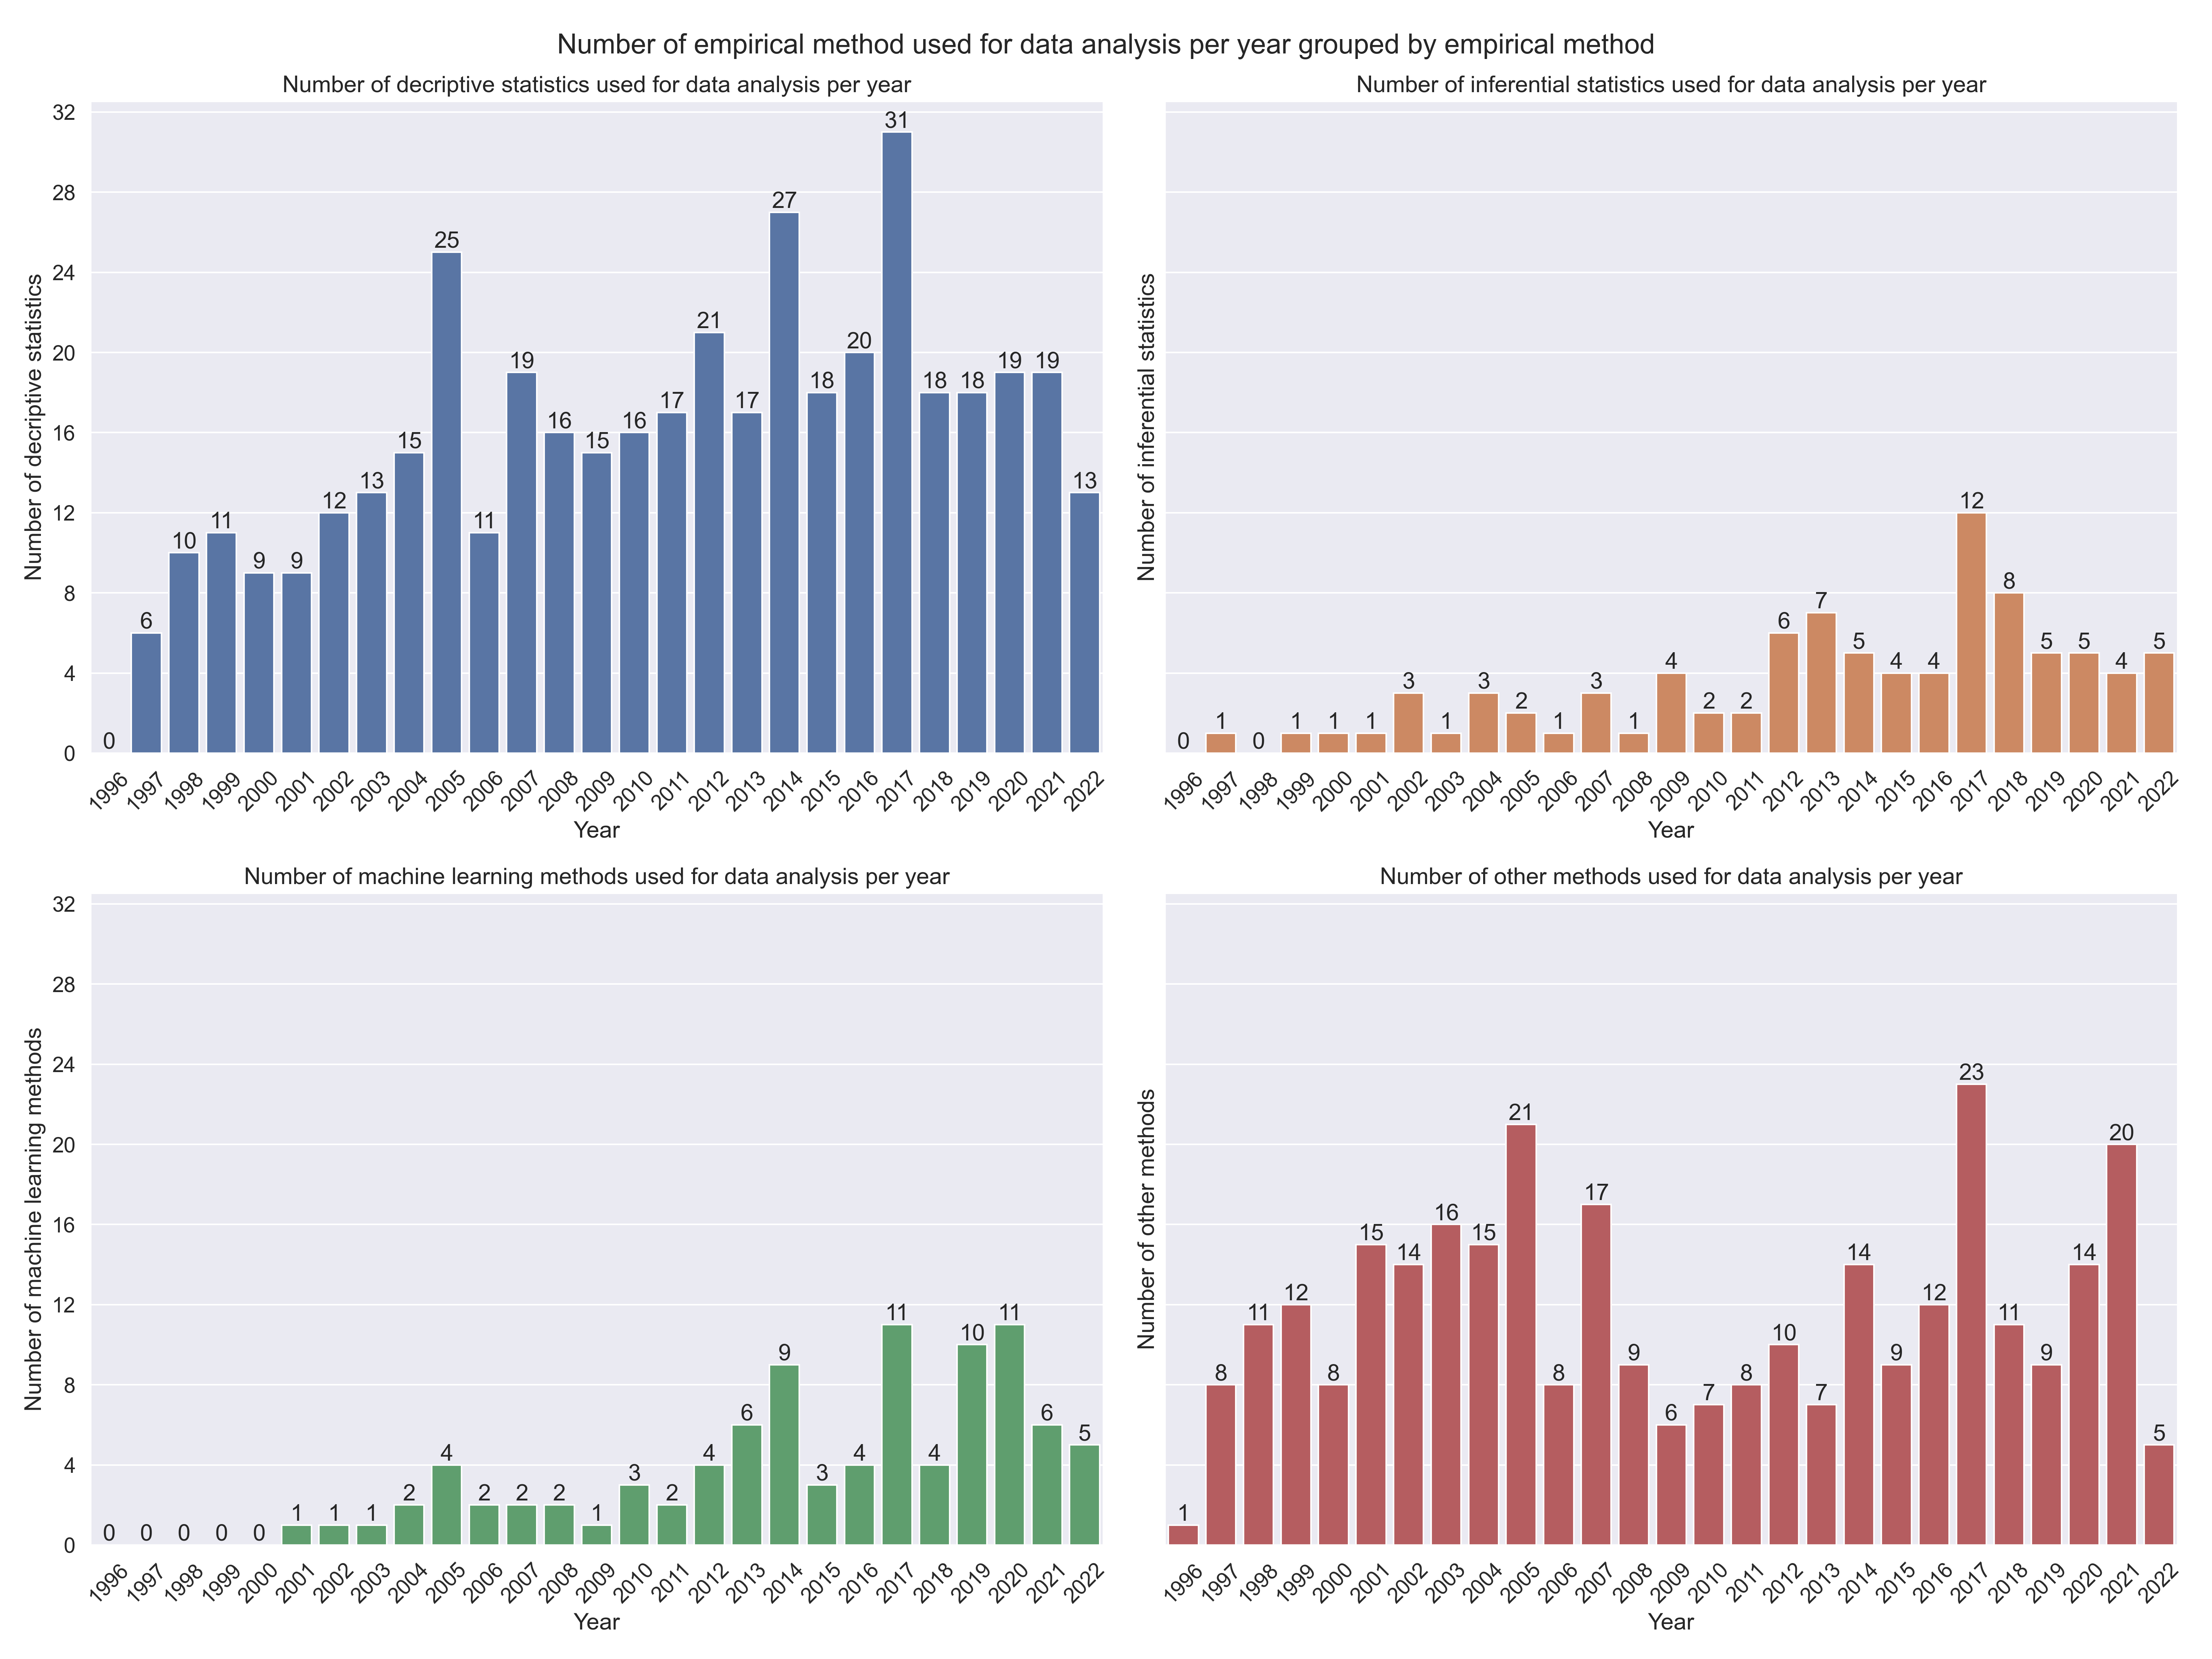 Number of empirical method used for data analysis per year grouped by empirical method
Number of decriptive statistics used for data analysis per year
Number of decriptive statistics
32
28
24
20
16
12
8
4
0
0 6 10 11 9 9 12 13 15 25 11 19 16 15 16 17 21 17 27 18 20 31 18 18 19 19 13
1996 1997 1998 1999 2000 2001 2002 2003 2004 2005 2006 2007 2008 2009 2010 2011 2012 2013 2014 2015 2016 2017 2018 2019 2020 2021 2022
Year
Number of inferential statistics used for data analysis per year
Number of inferential statistics
0 1 0 1 1 1 3 1 3 2 1 3 1 4 2 2 6 7 5 4 4 12 8 5 5 4 5
1996 1997 1998 1999 2000 2001 2002 2003 2004 2005 2006 2007 2008 2009 2010 2011 2012 2013 2014 2015 2016 2017 2018 2019 2020 2021 2022
Year
Number of machine learning methods used for data analysis per year
Number of machine learning methods
32
28
24
20
16
12
8
4
0
0 0 0 0 0 1 1 1 2 4 2 2 2 1 3 2 4 6 9 3 4 11 4 10 11 6 5
1996 1997 1998 1999 2000 2001 2002 2003 2004 2005 2006 2007 2008 2009 2010 2011 2012 2013 2014 2015 2016 2017 2018 2019 2020 2021 2022
Year
Number of other methods used for data analysis per year
Number of other methods
1 8 11 12 8 15 14 16 15 21 8 17 9 6 7 8 10 7 14 9 12 23 11 9 14 20 5
1996 1997 1998 1999 2000 2001 2002 2003 2004 2005 2006 2007 2008 2009 2010 2011 2012 2013 2014 2015 2016 2017 2018 2019 2020 2021 2022
Year